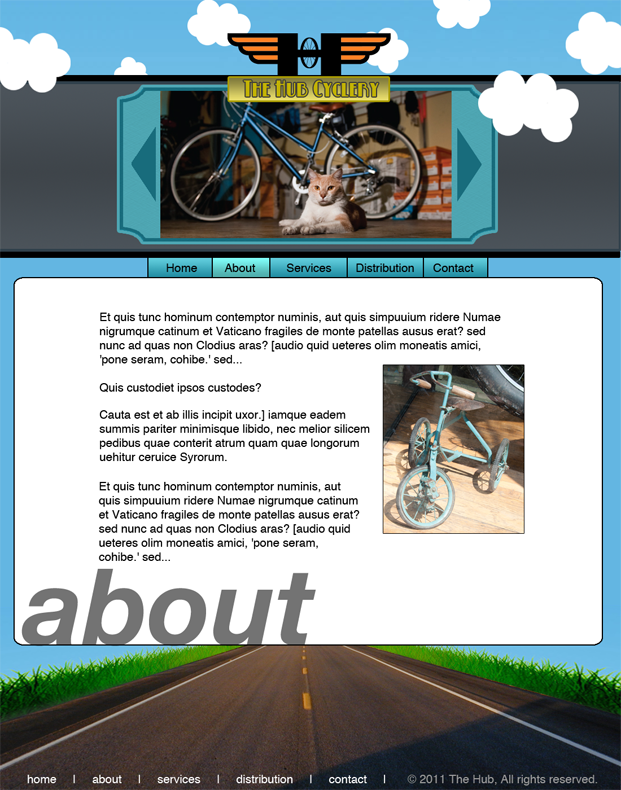 The Hub Cyclery
Home About Services Distribution Contact
Et quis tunc hominum contemptor numinis, aut quis simpuuium ridere Numae
nigrumque catinum et Vaticano fragiles de monte patellas ausus erat? sed
nunc ad quas non Clodius aras? [audio quid ueteres olim moneatis amici,
'pone seram, cohibe.' sed...
Quis custodiet ipsos custodes?
Cauta est et ab illis incipit uxor.] iamque eadem
summis pariter minimisque libido, nec melior silicem
pedibus quae conterit atrum quam quae longorum
uehitur ceruice Syrorum.
Et quis tunc hominum contemptor numinis, aut
quis simpuuium ridere Numae nigrumque catinum
et Vaticano fragiles de monte patellas ausus erat?
sed nunc ad quas non Clodius aras? [audio quid
ueteres olim moneatis amici, 'pone seram,
cohibe.' sed...
about
home | about | services | distribution | contact | © 2011 The Hub, All rights reserved.